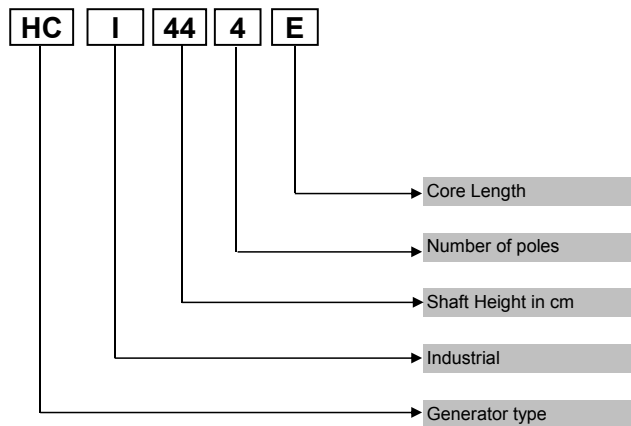 HC I 44 4 E
Core Length
Number of poles
Shaft Height in cm
Industrial
Generator type